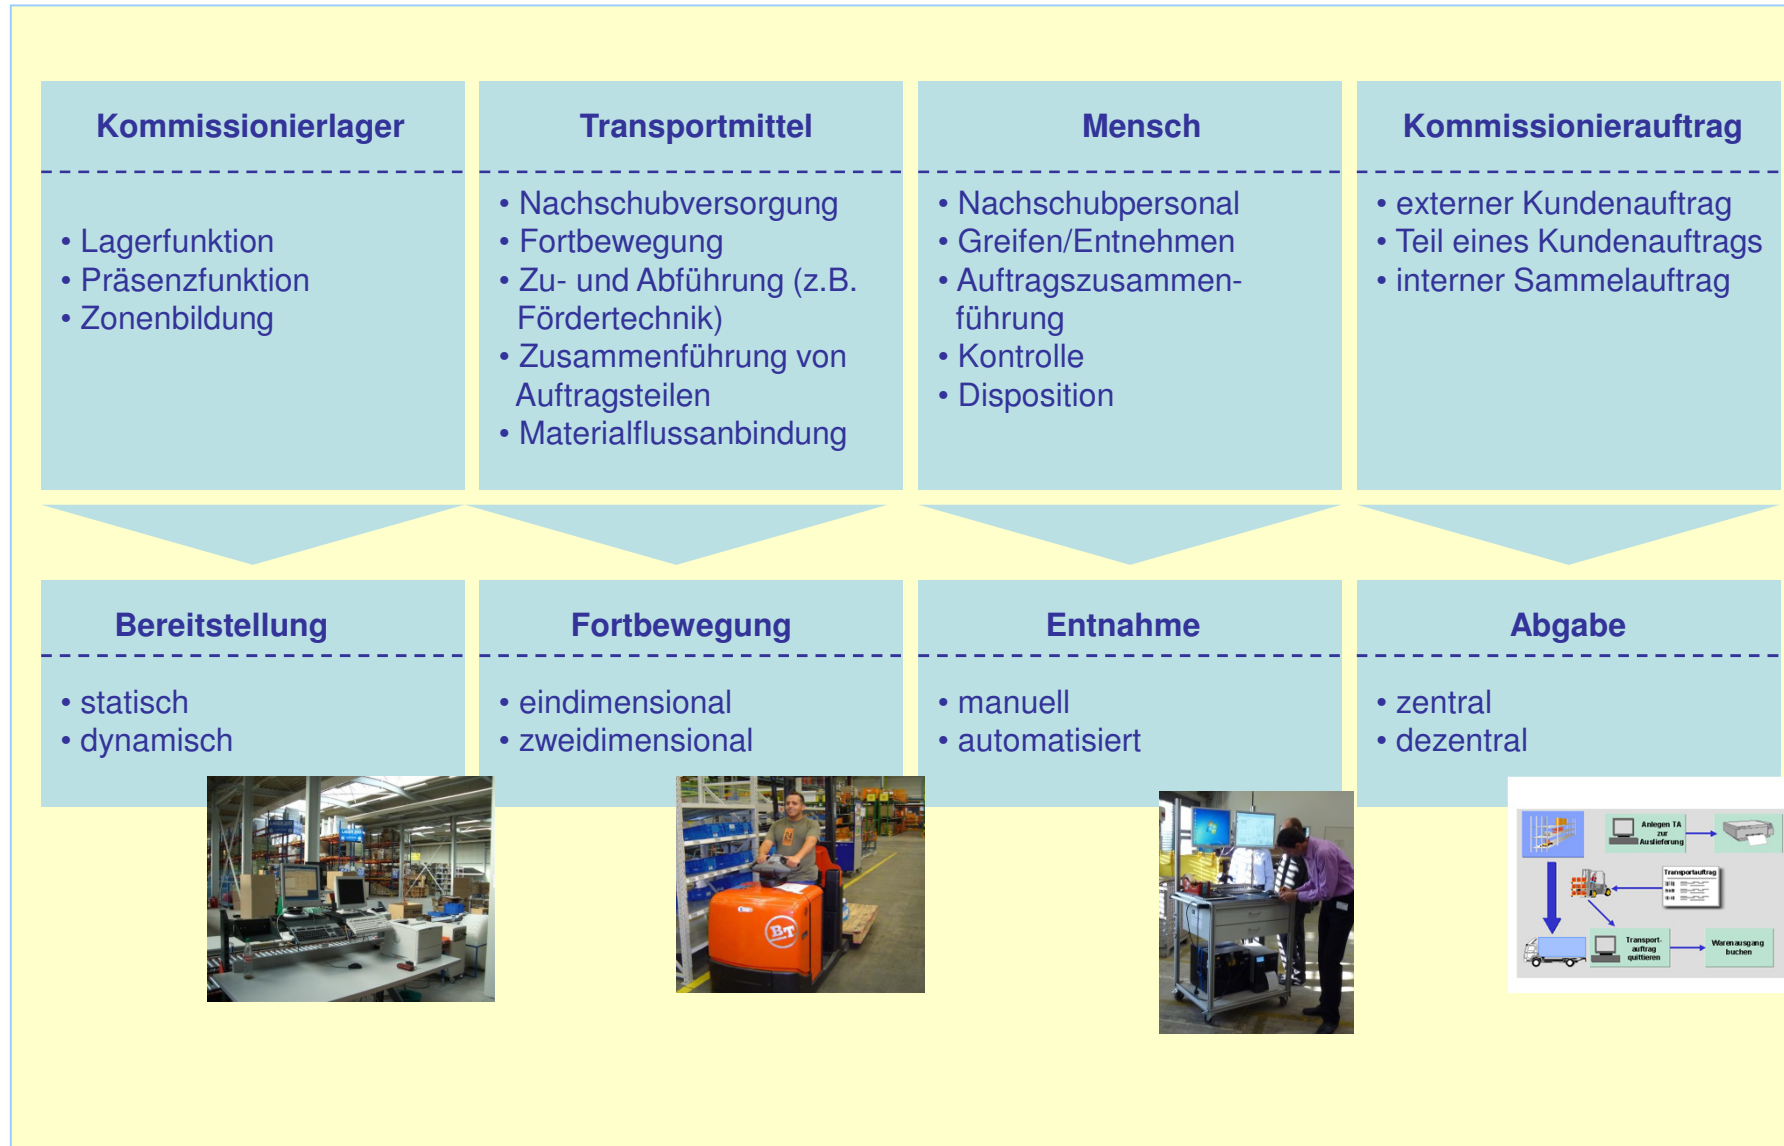 Kommissionierlager
• Lagerfunktion
• Präsenzfunktion
• Zonenbildung
Transportmittel
• Nachschubversorgung
• Fortbewegung
• Zu- und Abführung (z.B.
Fördertechnik)
• Zusammenführung von
Auftragsteilen
• Materialflussanbindung
Mensch
• Nachschubpersonal
• Greifen/Entnehmen
• Auftragszusammen-
führung
• Kontrolle
• Disposition
Kommissionierauftrag
• externer Kundenauftrag
• Teil eines Kundenauftrags
• interner Sammelauftrag
Bereitstellung
• statisch
• dynamisch
Fortbewegung
• eindimensional
• zweidimensional
BT
Entnahme
• manuell
• automatisiert
Abgabe
• zentral
• dezentral
Anlegen TA
zur
Auslieferung
Transportauftrag
Transport-
auftrag
quittieren
Warenausgang
buchen